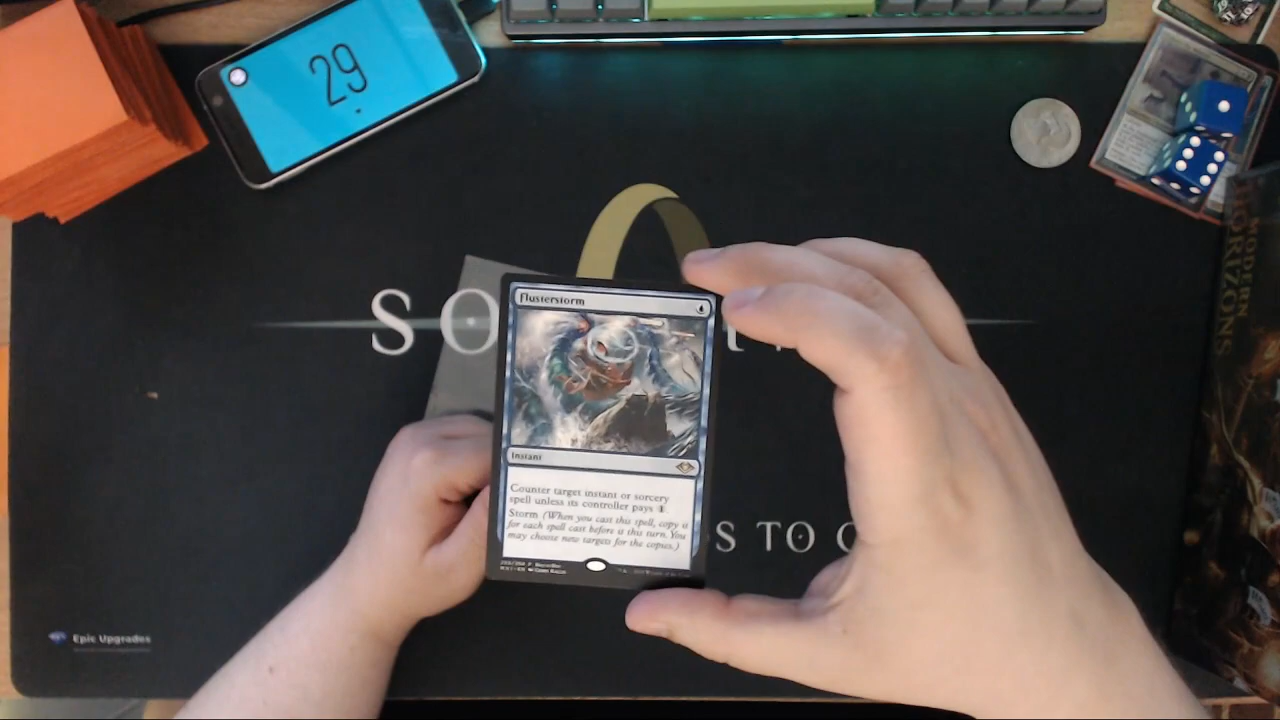 29
MODERN
HORIZONS
SO
Flusterstorm
Instant
Counter target instant or sorcery
spell unless its controller pays 1.
Storm (When you cast this spell, copy it
for each spell cast before it this turn. You
may choose new targets for the copies.)
S TO
Epic Upgrades